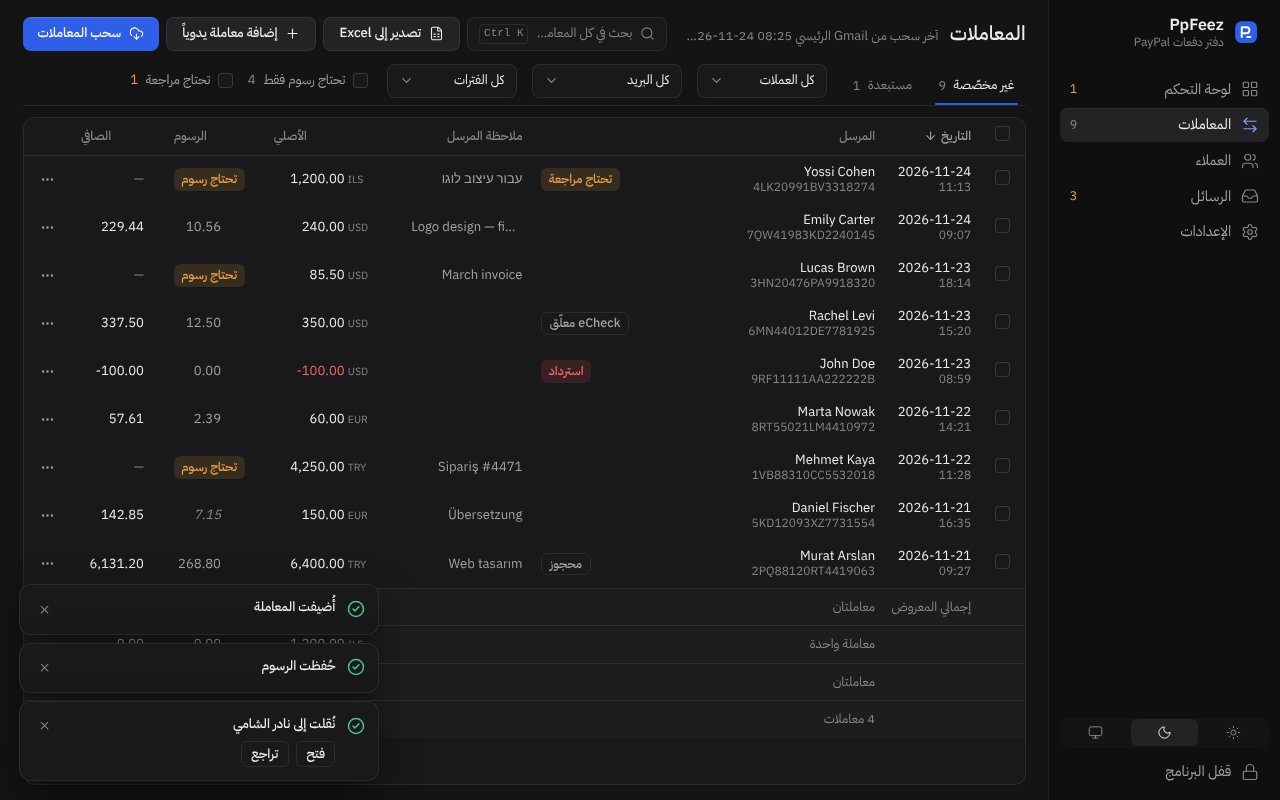 PpFeez
دفتر دفعات PayPal
لوحة التحكم 1
المعاملات 9
العملاء
الرسائل 3
الإعدادات
قفل البرنامج
المعاملات
آخر سحب من Gmail الرئيسي 08:25 24-11-26...
بحث في كل المعامـ... Ctrl K
تصدير إلى Excel
إضافة معاملة يدوياً
سحب المعاملات
غير مخصّصة 9
مستبعدة 1
كل العملات
كل البريد
كل الفترات
تحتاج رسوم فقط 4
تحتاج مراجعة 1
التاريخ ↓ المرسل ملاحظة المرسل الأصلي الرسوم الصافي
2026-11-24 Yossi Cohen تحتاج مراجعة עבור עיצוב לוגו 1,200.00 ILS تحتاج رسوم —
11:13 4LK20991BV3318274
2026-11-24 Emily Carter Logo design — fi... 240.00 USD 10.56 229.44
09:07 7QW41983KD2240145
2026-11-23 Lucas Brown March invoice 85.50 USD تحتاج رسوم —
18:14 3HN20476PA9918320
2026-11-23 Rachel Levi eCheck معلّق 350.00 USD 12.50 337.50
15:20 6MN44012DE7781925
2026-11-23 John Doe استرداد -100.00 USD 0.00 -100.00
08:59 9RF11111AA222222B
2026-11-22 Marta Nowak 60.00 EUR 2.39 57.61
14:21 8RT55021LM4410972
2026-11-22 Mehmet Kaya Sipariş #4471 4,250.00 TRY تحتاج رسوم —
11:28 1VB88310CC5532018
2026-11-21 Daniel Fischer Übersetzung 150.00 EUR 7.15 142.85
16:35 5KD12093XZ7731554
2026-11-21 Murat Arslan محجوز Web tasarım 6,400.00 TRY 268.80 6,131.20
09:27 2PQ88120RT4419063
إجمالي المعروض معاملتان
معاملة واحدة
معاملتان
4 معاملات
أُضيفت المعاملة
حُفظت الرسوم
نُقلت إلى نادر الشامي
فتح
تراجع